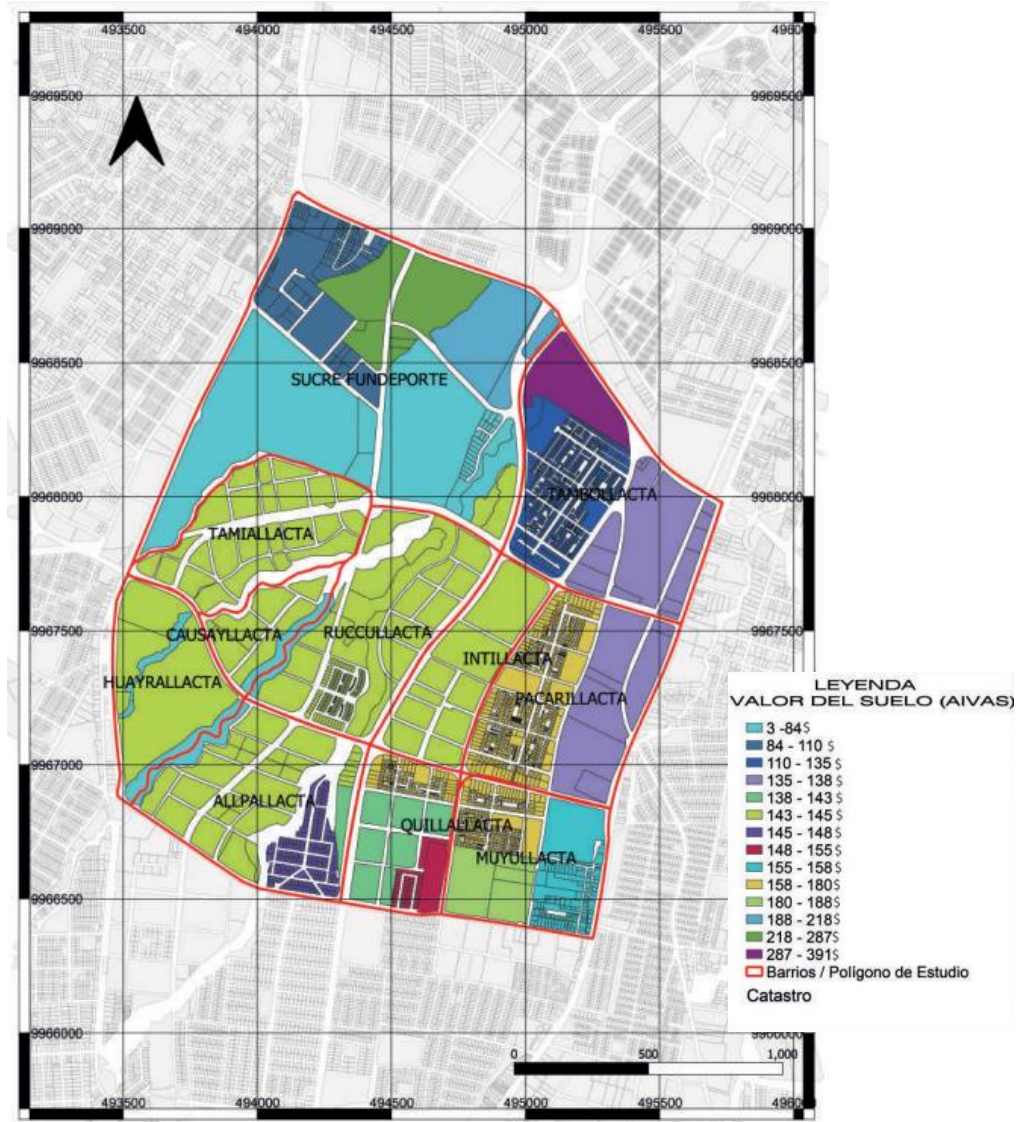 493500 494000 494500 495000 495500 496000
9969500 9969500
9969000 9969000
9968500 9968500
SUCRE FUNDEPORTE
9968000 9968000
TAMBOLLACTA
TAMIALLACTA
9967500 9967500
CAUSAYLLACTA RUCCULLACTA
INTILLACTA
HUAYRALLACTA
PACARILLACTA
9967000
ALLPALLACTA
QUILLALLACTA
MUYULLACTA
9966500
9966000 9966000
0 500 1,000
493500 494000 494500 495000 495500 496000
LEYENDA
VALOR DEL SUELO (AIVAS)
3 -84$
84 - 110 $
110 - 135$
135 - 138$
138 - 143$
143 - 145$
145 - 148$
148 - 155$
155 - 158$
158 - 180$
180 - 188$
188 - 218$
218 - 287$
287 - 391$
Barrios / Polígono de Estudio
Catastro